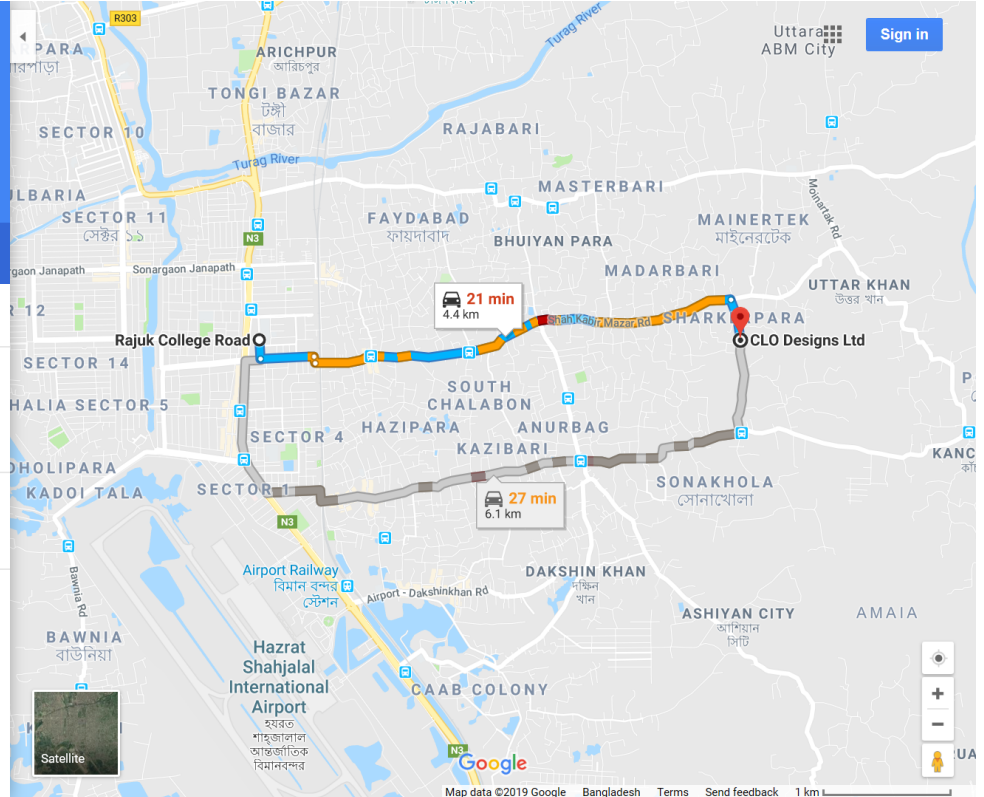 R303
Uttara
ABM City
Sign in
Turag River
ARICHPUR
আরিচপুর
TONGI BAZAR
টঙ্গী
বাজার
SECTOR 10
RAJABARI
Turag River
MASTERBARI
SECTOR 11
সেক্টর ১১
FAYDABAD
ফায়দাবাদ
MAINERTEK
মাইনেরটেক
Moinartak Rd
N3
BHUIYAN PARA
Sonargaon Janapath
MADARBARI
UTTAR KHAN
উত্তর খান
21 min
4.4 km
Shah Kabir Mazar Rd
Rajuk College Road
CLO Designs Ltd
SECTOR 14
SOUTH
CHALABON
SECTOR 5
HAZIPARA
ANURBAG
SECTOR 4
KAZIBARI
KADOI TALA
SECTOR 1
SONAKHOLA
সোনাখোলা
27 min
6.1 km
N3
Airport Railway
বিমান বন্দর
স্টেশন
Airport - Dakshinkhan Rd
DAKSHIN KHAN
দক্ষিন
খান
Bawnia Rd
ASHIYAN CITY
আশিয়ান
সিটি
AMAIA
BAWNIA
বাউনিয়া
Hazrat
Shahjalal
International
Airport
হযরত
শাহ্জালাল
আন্তর্জাতিক
বিমানবন্দর
CAAB COLONY
Satellite
N3
Google
Map data ©2019 Google Bangladesh Terms Send feedback 1 km